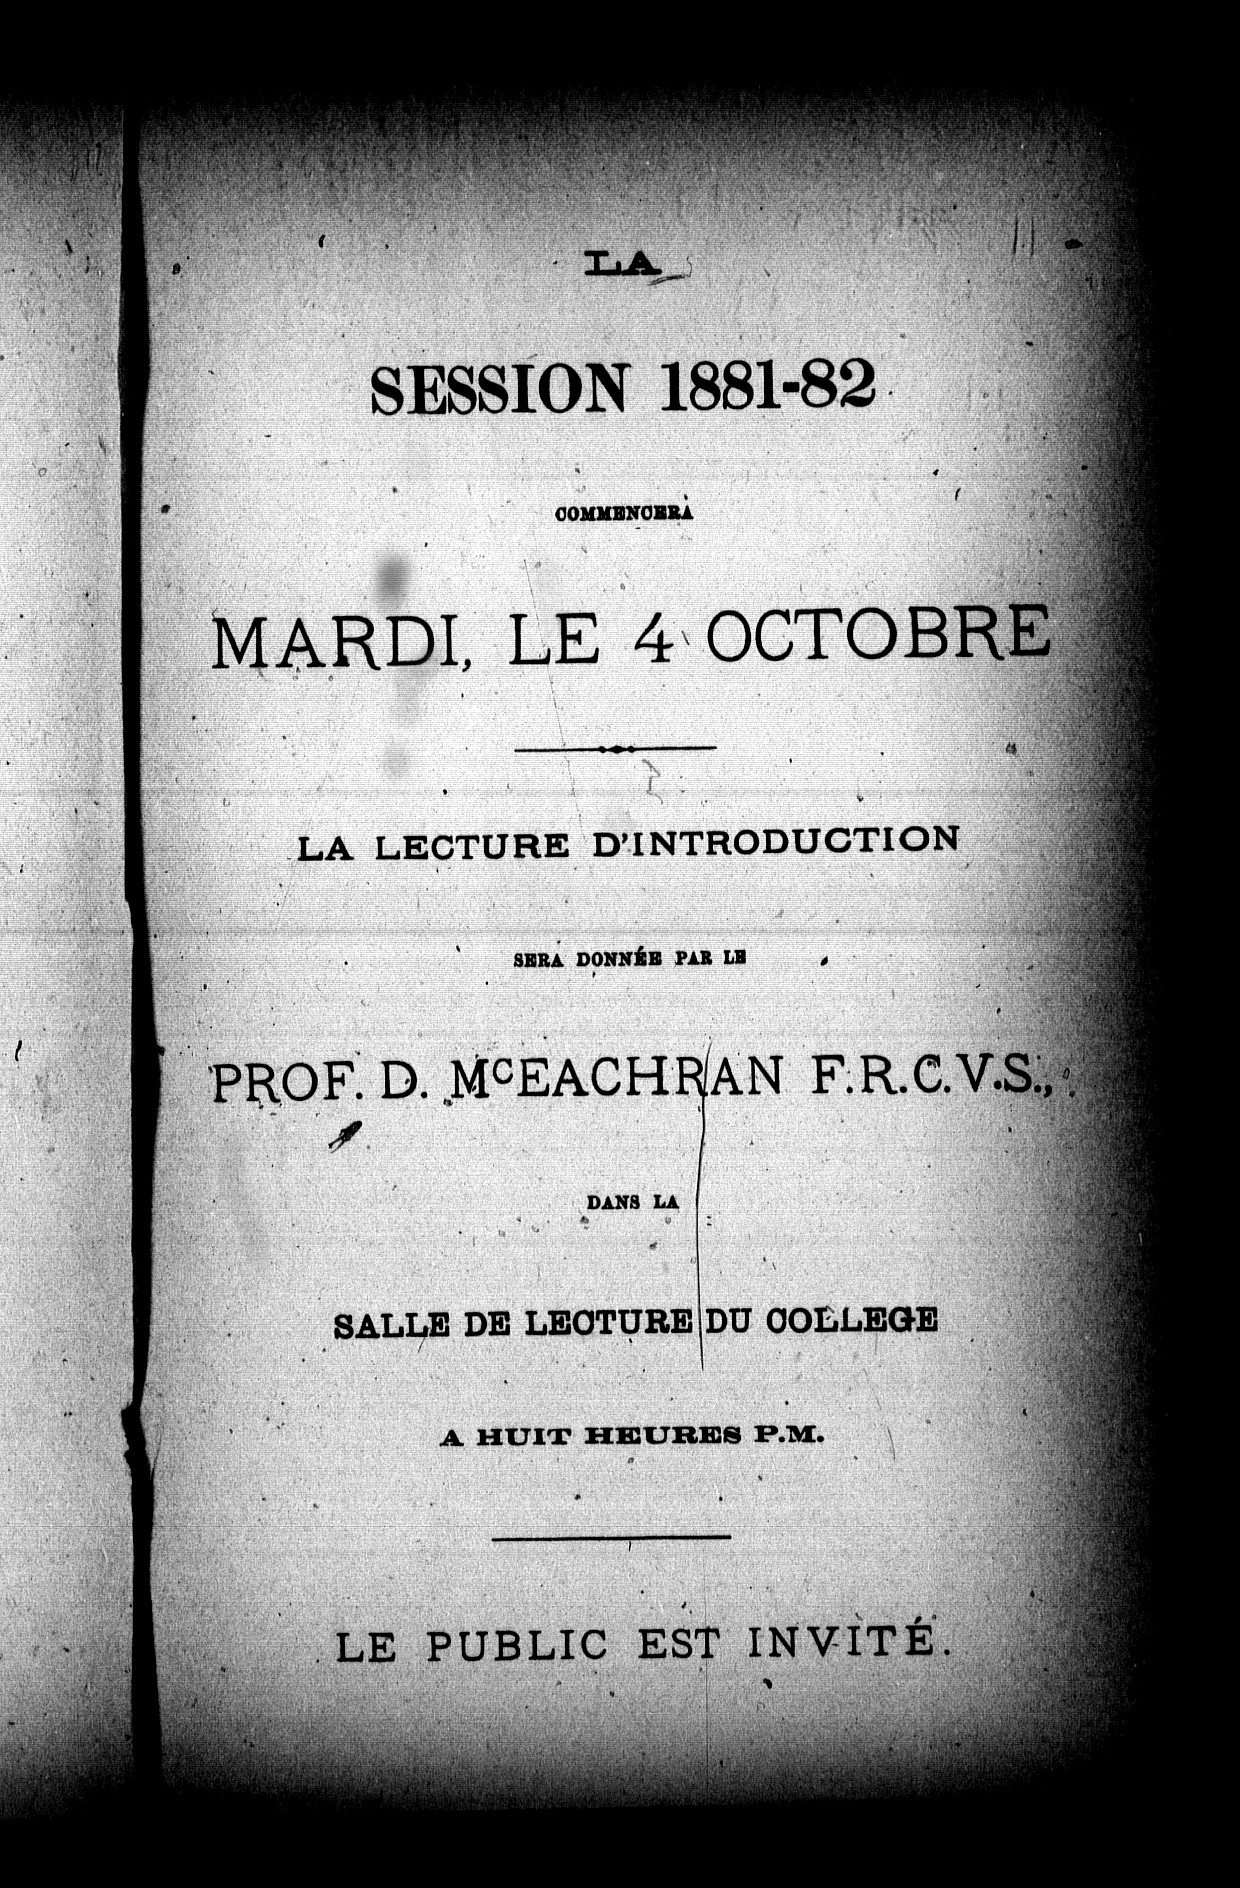 LA
SESSION 1881-82
COMMENCERA
MARDI, LE 4 OCTOBRE
LA LECTURE D'INTRODUCTION
SERA DONNÉE PAR LE
PROF. D. McEACHRAN F.R.C.V.S.,
DANS LA
SALLE DE LECTURE DU COLLEGE
A HUIT HEURES P.M.
LE PUBLIC EST INVITÉ.